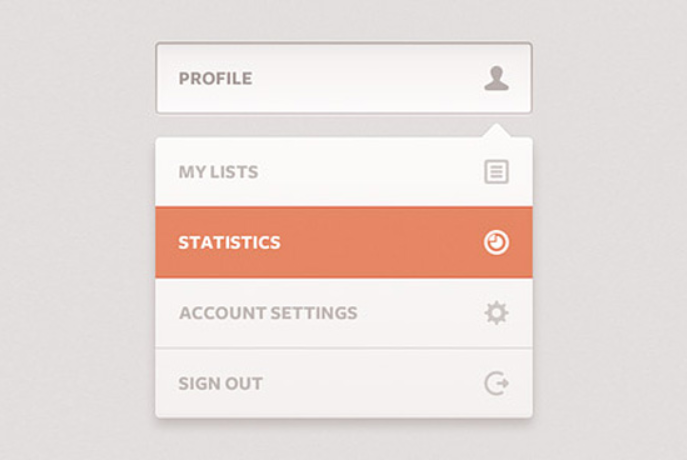 PROFILE
MY LISTS
STATISTICS
ACCOUNT SETTINGS
SIGN OUT